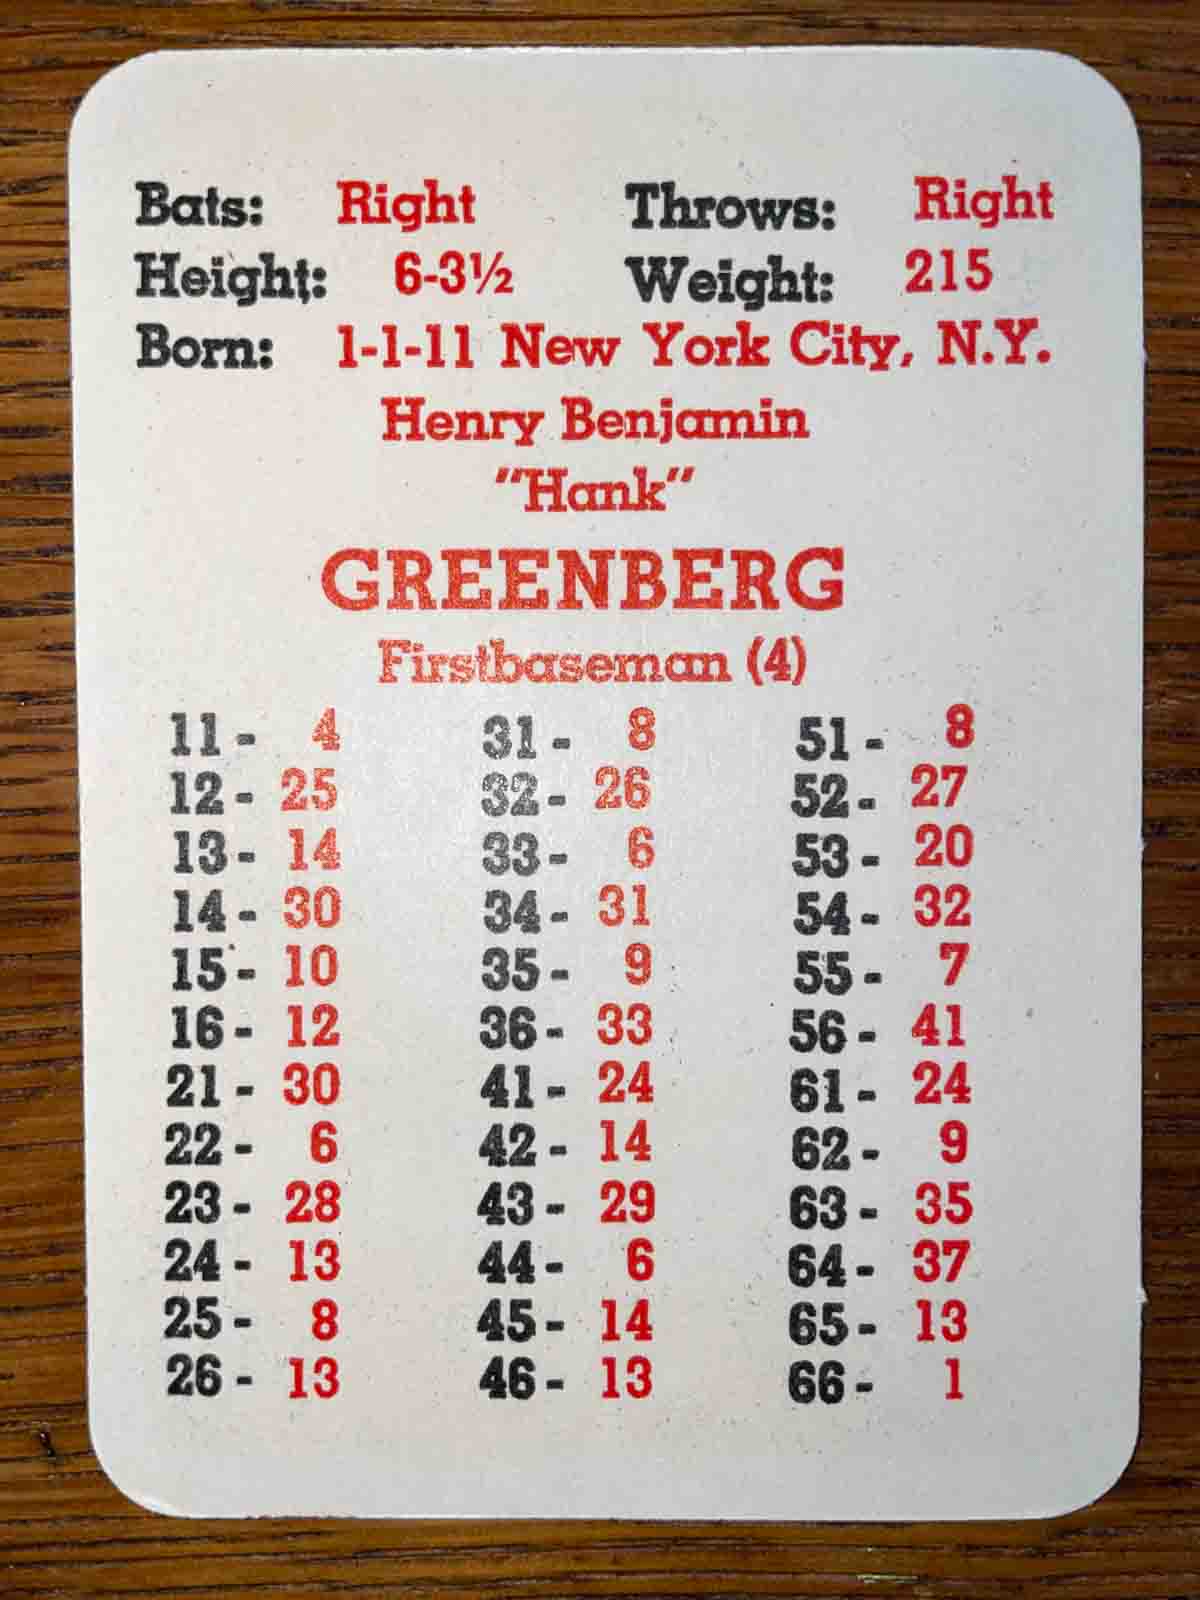 Bats: Right Throws: Right
Height: 6-3½ Weight: 215
Born: 1-1-11 New York City, N.Y.
Henry Benjamin
"Hank"
GREENBERG
Firstbaseman (4)
11- 4 31- 8 51- 8
12- 25 32- 26 52- 27
13- 14 33- 6 53- 20
14- 30 34- 31 54- 32
15- 10 35- 9 55- 7
16- 12 36- 33 56- 41
21- 30 41- 24 61- 24
22- 6 42- 14 62- 9
23- 28 43- 29 63- 35
24- 13 44- 6 64- 37
25- 8 45- 14 65- 13
26- 13 46- 13 66- 1